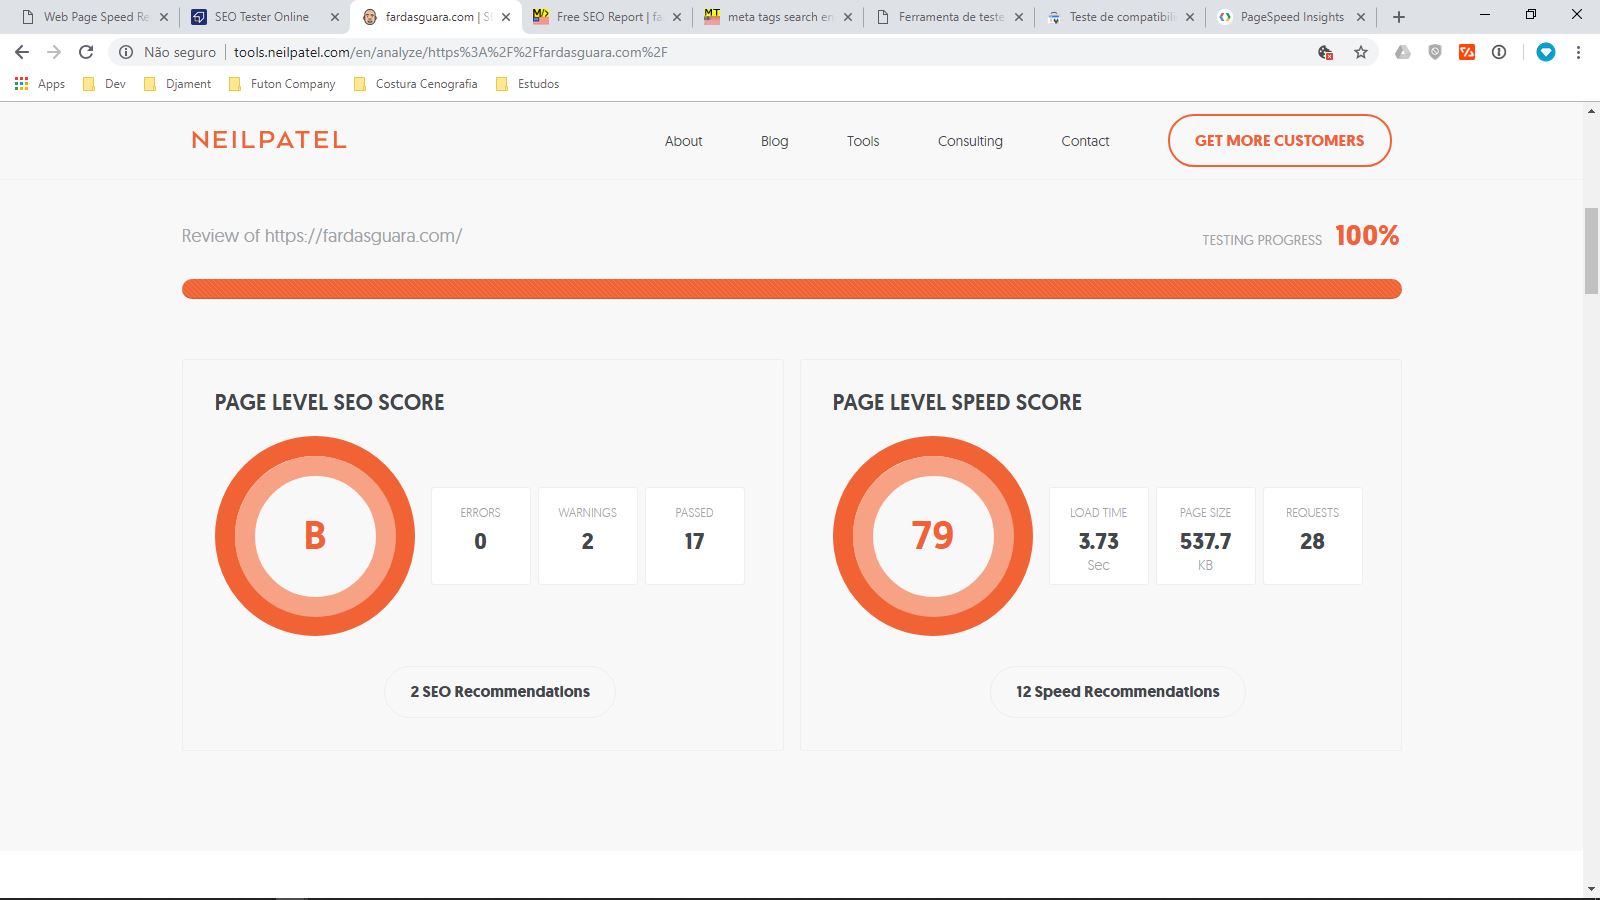 Web Page Speed Re
SEO Tester Online
fardasguara.com | S
Free SEO Report | fa
meta tags search en
Ferramenta de teste
Teste de compatibili
PageSpeed Insights
Não seguro
tools.neilpatel.com/en/analyze/https%3A%2F%2Ffardasguara.com%2F
Apps
Dev
Djament
Futon Company
Costura Cenografia
Estudos
NEILPATEL
About
Blog
Tools
Consulting
Contact
GET MORE CUSTOMERS
Review of https://fardasguara.com/
TESTING PROGRESS 100%
PAGE LEVEL SEO SCORE
B
ERRORS
0
WARNINGS
2
PASSED
17
2 SEO Recommendations
PAGE LEVEL SPEED SCORE
79
LOAD TIME
3.73
Sec
PAGE SIZE
537.7
KB
REQUESTS
28
12 Speed Recommendations